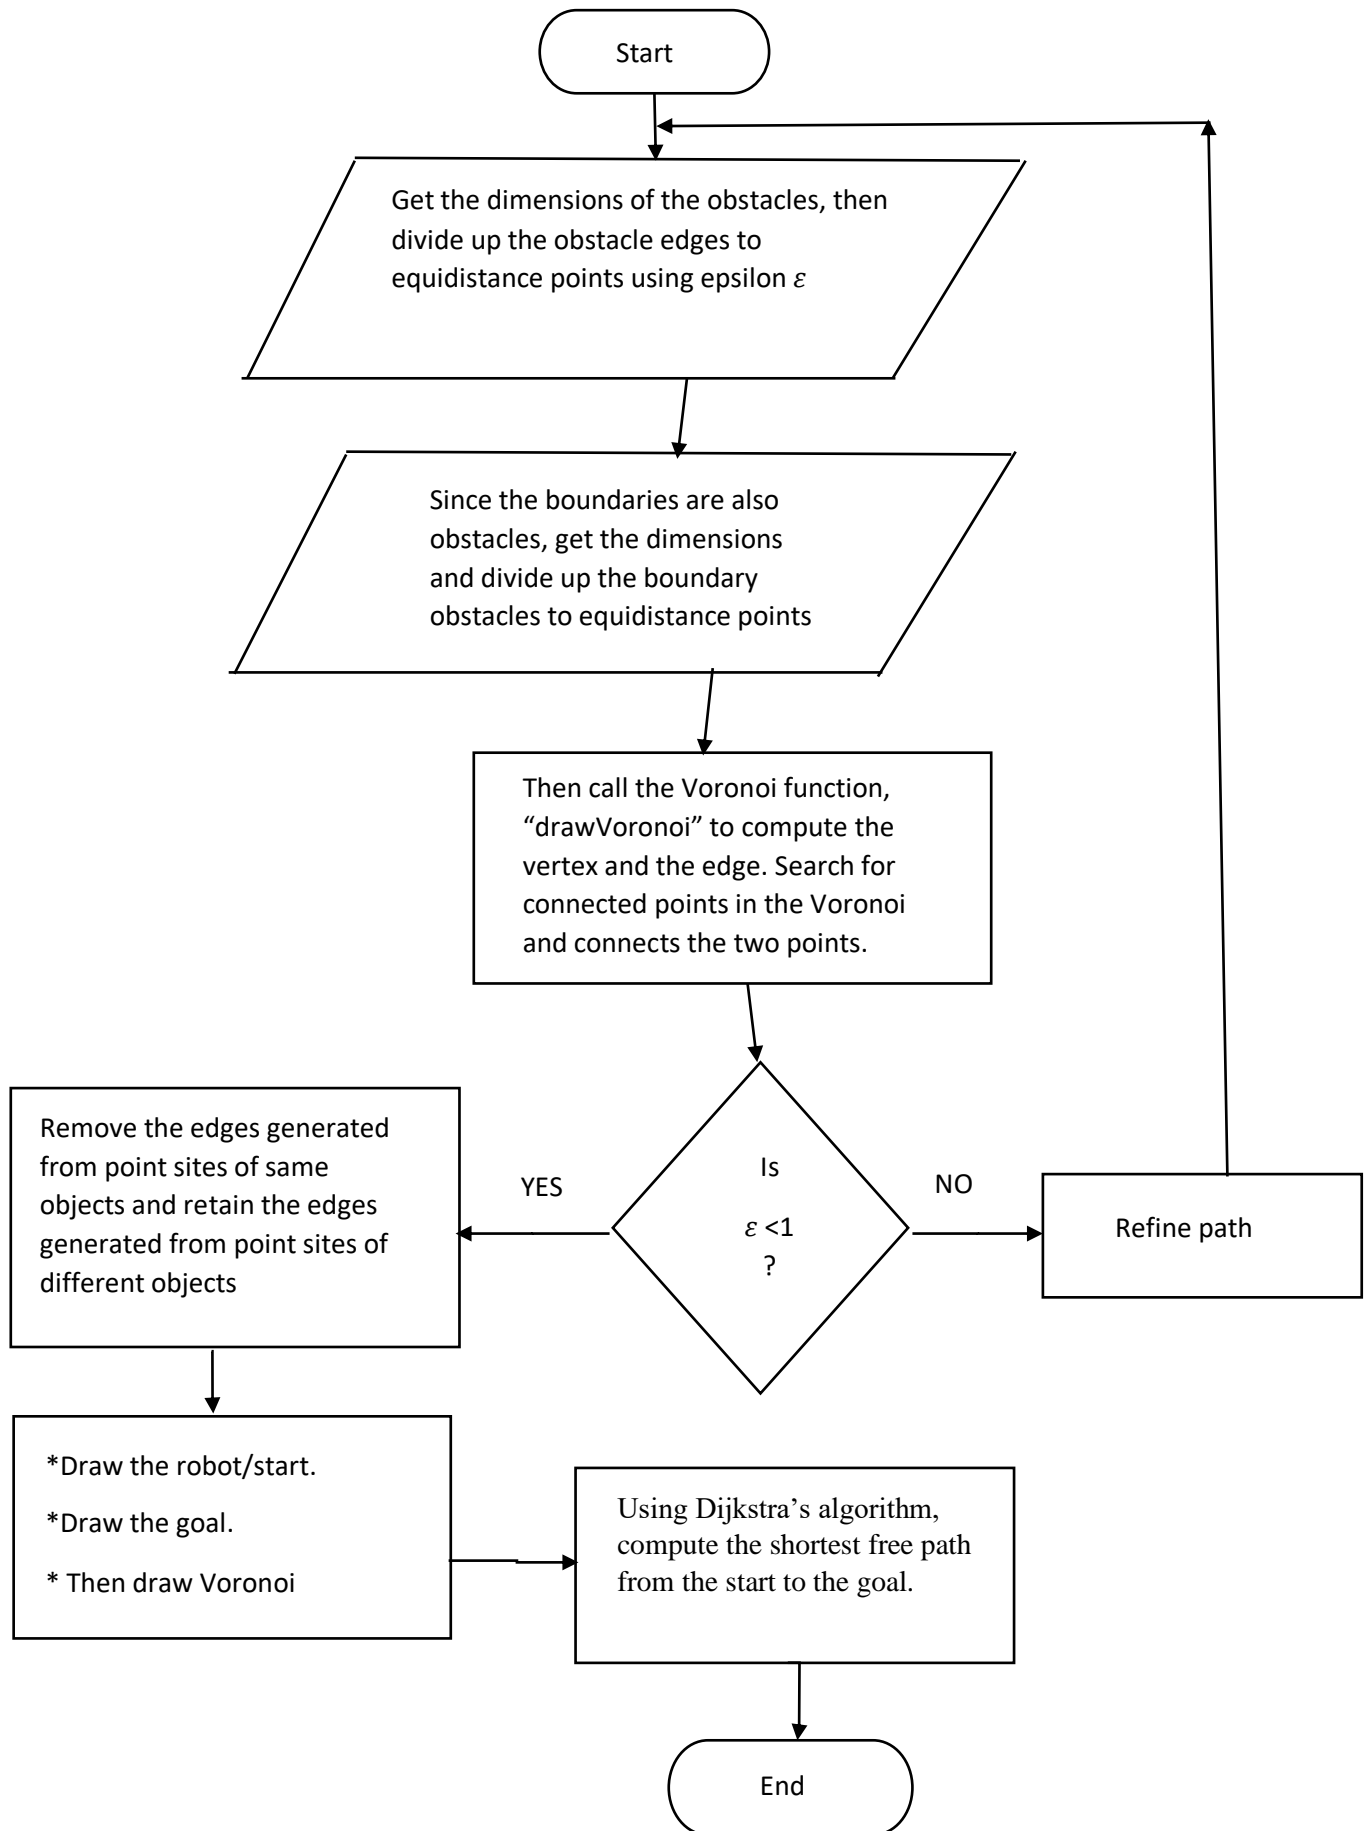 Start
Get the dimensions of the obstacles, then
divide up the obstacle edges to
equidistance points using epsilon 𝜀
Since the boundaries are also
obstacles, get the dimensions
and divide up the boundary
obstacles to equidistance points
Then call the Voronoi function,
“drawVoronoi” to compute the
vertex and the edge. Search for
connected points in the Voronoi
and connects the two points.
Is
𝜀 <1
?
YES
NO
Refine path
Remove the edges generated
from point sites of same
objects and retain the edges
generated from point sites of
different objects
*Draw the robot/start.
*Draw the goal.
* Then draw Voronoi
Using Dijkstra’s algorithm,
compute the shortest free path
from the start to the goal.
End